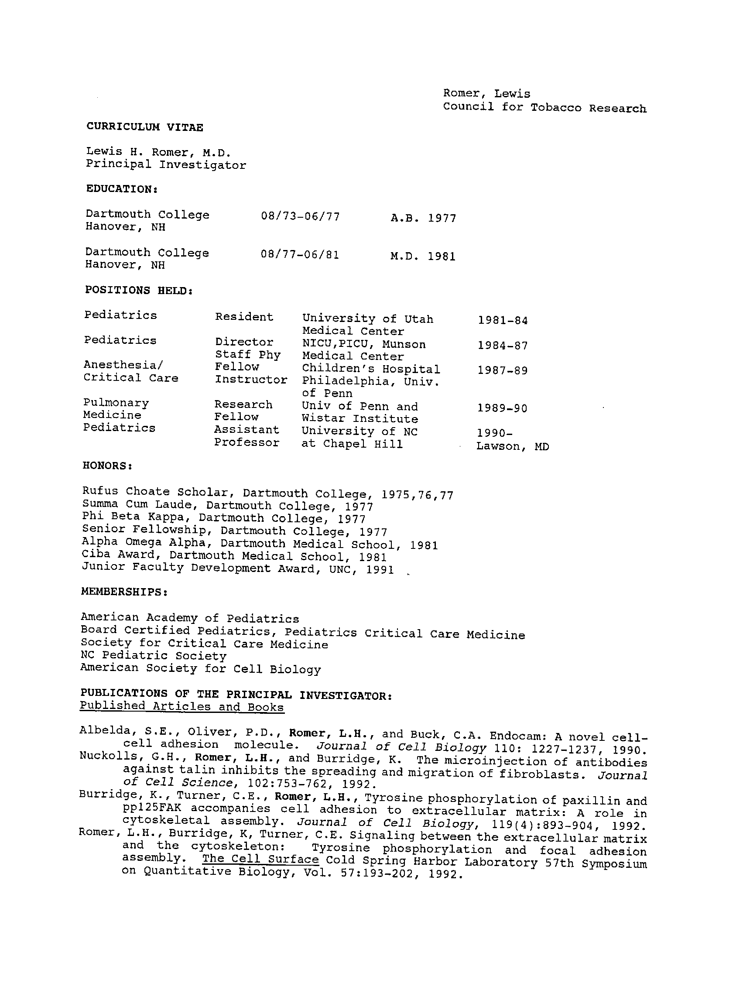 Romer, Lewis
Council for Tobacco Research
CURRICULUM VITAE
Lewis H. Romer, M.D.
Principal Investigator
EDUCATION:
Dartmouth College 08/73-06/77 A.B. 1977
Hanover, NH
Dartmouth College 08/77-06/81 M.D. 1981
Hanover, NH
POSITIONS HELD:
Pediatrics Resident University of Utah 1981-84
Medical Center
Pediatrics Director NICU,PICU, Munson 1984-87
Staff Phy Medical Center
Anesthesia/ Fellow Children's Hospital 1987-89
Critical Care Instructor Philadelphia, Univ.
of Penn
Pulmonary Research Univ of Penn and 1989-90
Medicine Fellow Wistar Institute
Pediatrics Assistant University of NC 1990-
Professor at Chapel Hill Lawson, MD
HONORS:
Rufus Choate Scholar, Dartmouth College, 1975,76,77
Summa Cum Laude, Dartmouth College, 1977
Phi Beta Kappa, Dartmouth College, 1977
Senior Fellowship, Dartmouth College, 1977
Alpha Omega Alpha, Dartmouth Medical School, 1981
Ciba Award, Dartmouth Medical School, 1981
Junior Faculty Development Award, UNC, 1991
MEMBERSHIPS:
American Academy of Pediatrics
Board Certified Pediatrics, Pediatrics Critical Care Medicine
Society for Critical Care Medicine
NC Pediatric Society
American Society for Cell Biology
PUBLICATIONS OF THE PRINCIPAL INVESTIGATOR:
Published Articles and Books
Albelda, S.E., Oliver, P.D., Romer, L.H., and Buck, C.A. Endocam: A novel cell-
cell adhesion molecule. Journal of Cell Biology 110: 1227-1237, 1990.
Nuckolls, G.H., Romer, L.H., and Burridge, K. The microinjection of antibodies
against talin inhibits the spreading and migration of fibroblasts. Journal
of Cell Science, 102:753-762, 1992.
Burridge, K., Turner, C.E., Romer, L.H., Tyrosine phosphorylation of paxillin and
pp125FAK accompanies cell adhesion to extracellular matrix: A role in
cytoskeletal assembly. Journal of Cell Biology, 119(4):893-904, 1992.
Romer, L.H., Burridge, K, Turner, C.E. Signaling between the extracellular matrix
and the cytoskeleton: Tyrosine phosphorylation and focal adhesion
assembly. The Cell Surface Cold Spring Harbor Laboratory 57th Symposium
on Quantitative Biology, Vol. 57:193-202, 1992.